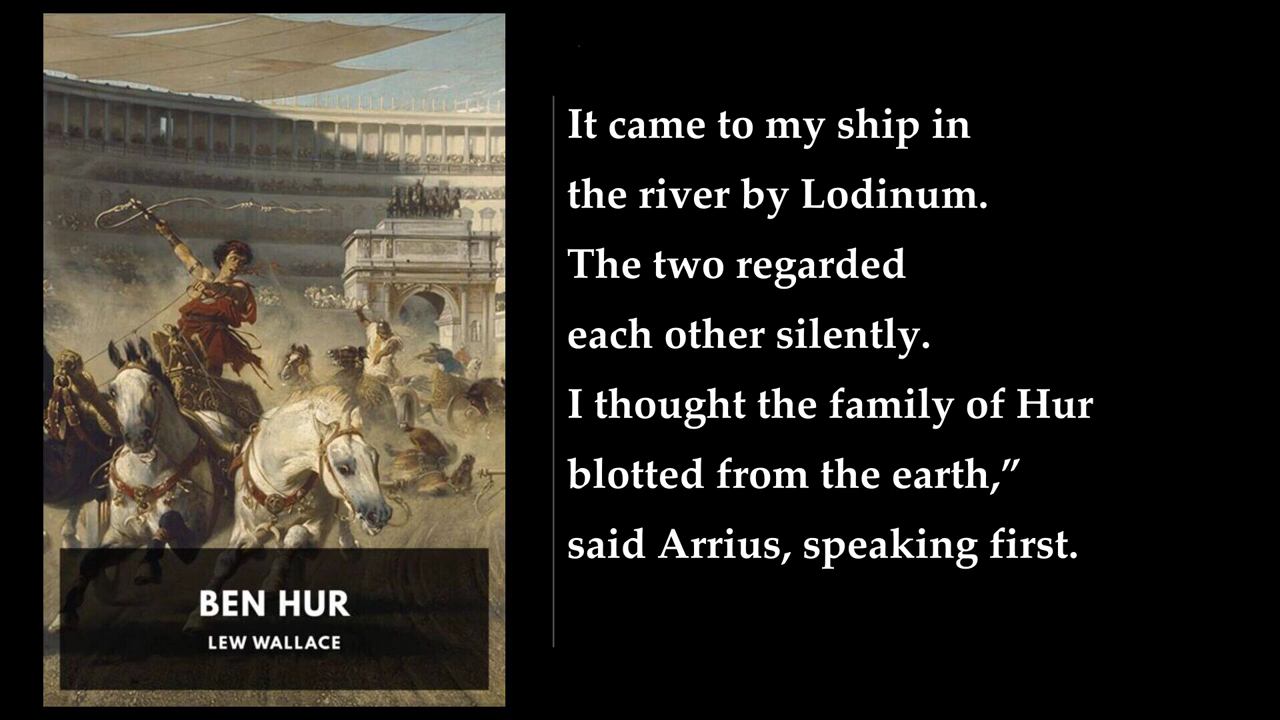 BEN HUR
LEW WALLACE
It came to my ship in
the river by Lodinum.
The two regarded
each other silently.
I thought the family of Hur
blotted from the earth,”
said Arrius, speaking first.